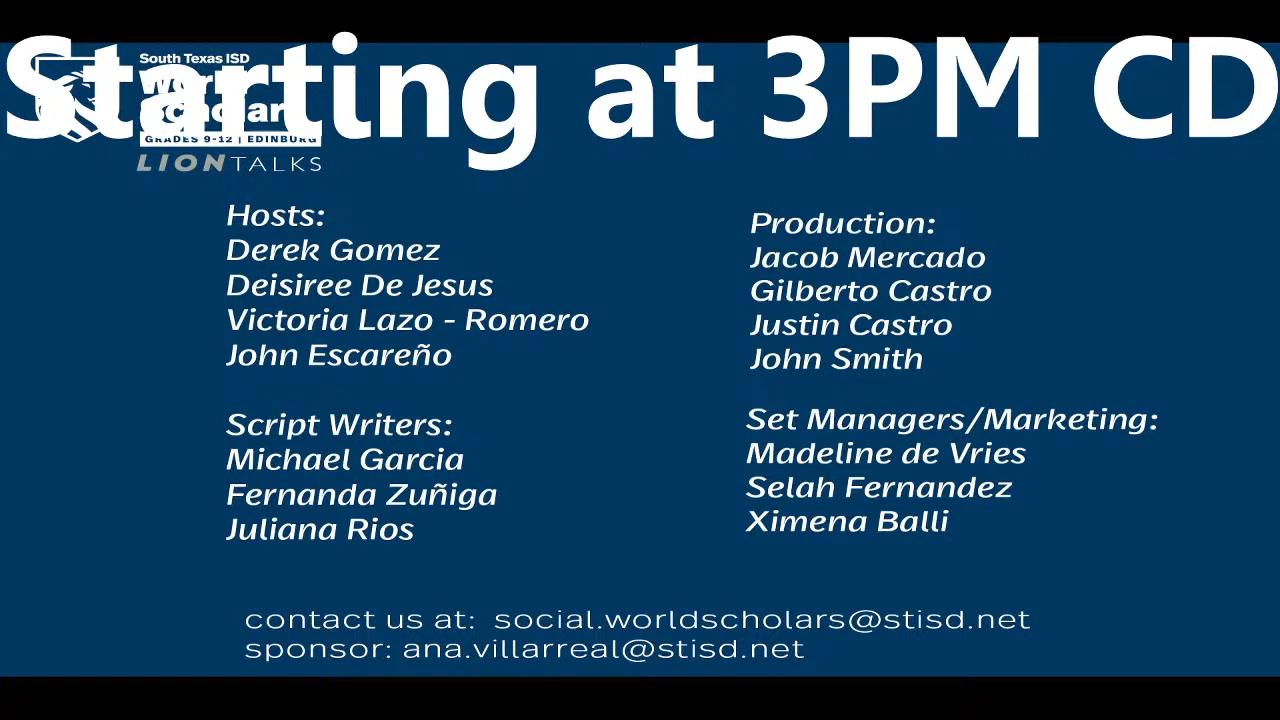 Starting at 3PM CD
South Texas ISD
World
Scholars
GRADES 9-12 | EDINBURG
LIONTALKS
Hosts:
Derek Gomez
Deisiree De Jesus
Victoria Lazo - Romero
John Escareño
Script Writers:
Michael Garcia
Fernanda Zuñiga
Juliana Rios
Production:
Jacob Mercado
Gilberto Castro
Justin Castro
John Smith
Set Managers/Marketing:
Madeline de Vries
Selah Fernandez
Ximena Balli
contact us at: social.worldscholars@stisd.net
sponsor: ana.villarreal@stisd.net